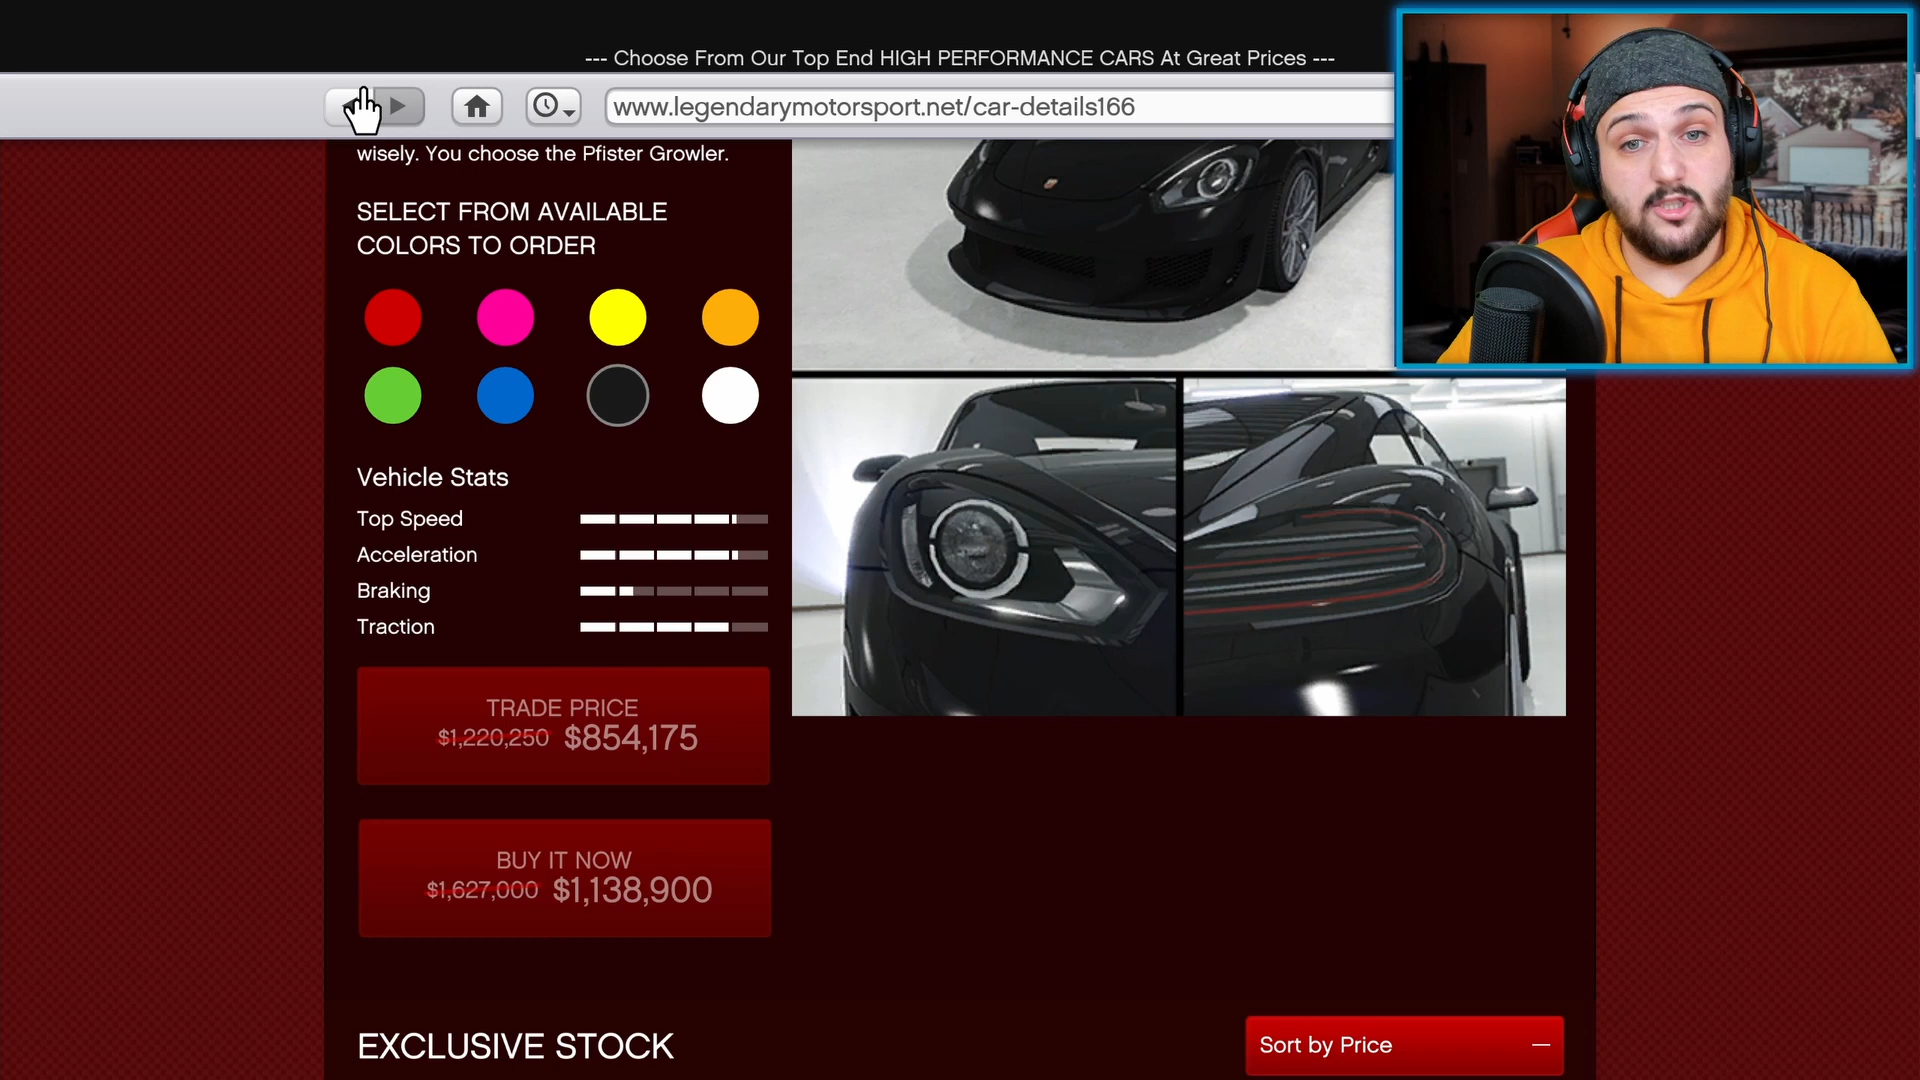 --- Choose From Our Top End HIGH PERFORMANCE CARS At Great Prices ---
www.legendarymotorsport.net/car-details166
wisely. You choose the Pfister Growler.
SELECT FROM AVAILABLE
COLORS TO ORDER
Vehicle Stats
Top Speed
Acceleration
Braking
Traction
TRADE PRICE
$1,220,250 $854,175
BUY IT NOW
$1,627,000 $1,138,900
EXCLUSIVE STOCK
Sort by Price